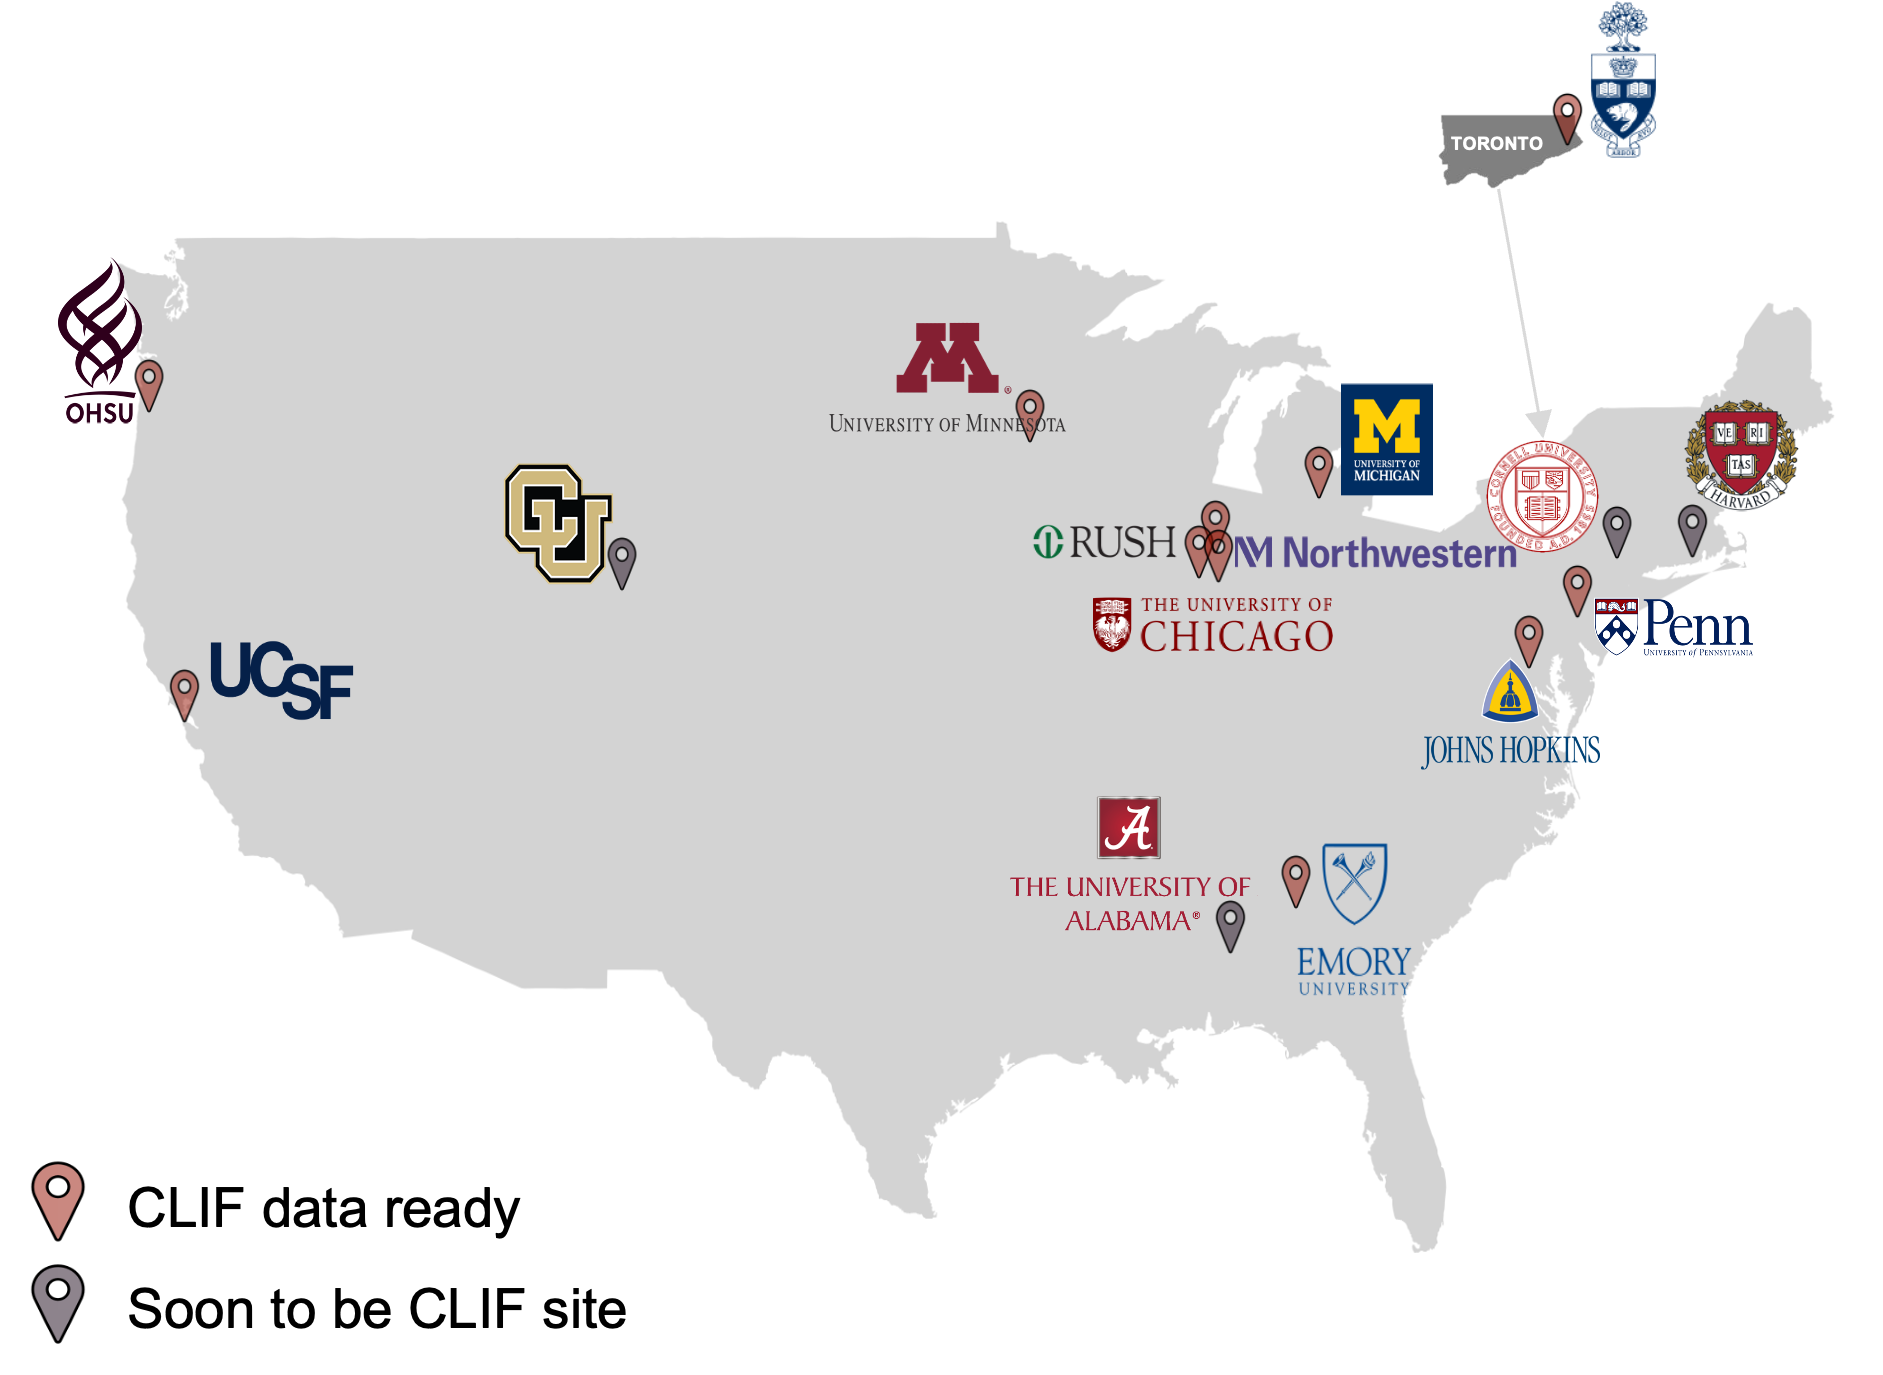 TORONTO
OHSU
UNIVERSITY OF MINNESOTA
®
M
UNIVERSITY OF
MICHIGAN
CORNELL UNIVERSITY
FOUNDED A.D. 1865
VE RI
TAS
HARVARD
CU
RUSH
Northwestern
THE UNIVERSITY OF
CHICAGO
Penn
UNIVERSITY of PENNSYLVANIA
UCSF
JOHNS HOPKINS
A
THE UNIVERSITY OF
ALABAMA®
EMORY
UNIVERSITY
CLIF data ready
Soon to be CLIF site